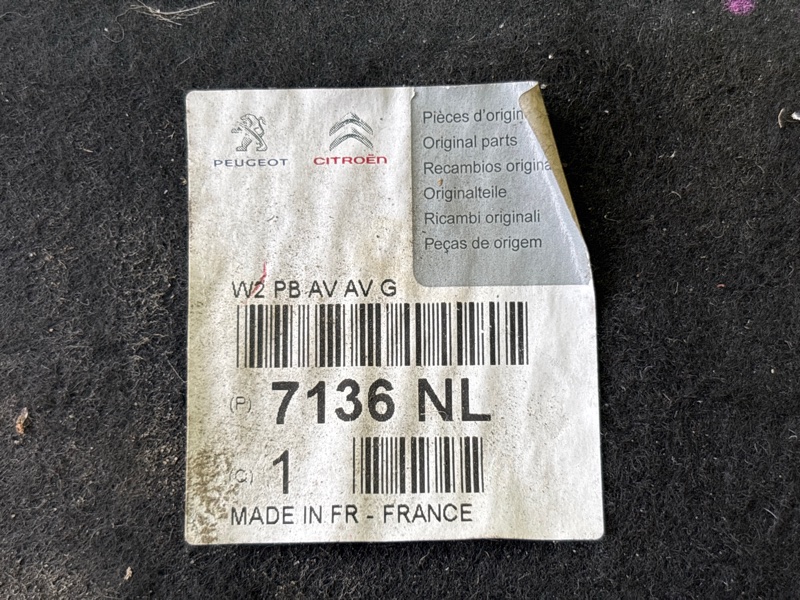 PEUGEOT
CITROËN
Pièces d'origin
Original parts
Recambios origina
Originalteile
Ricambi originali
Peças de origem
W2 PB AV AV G
(P) 7136 NL
(Q) 1
MADE IN FR - FRANCE